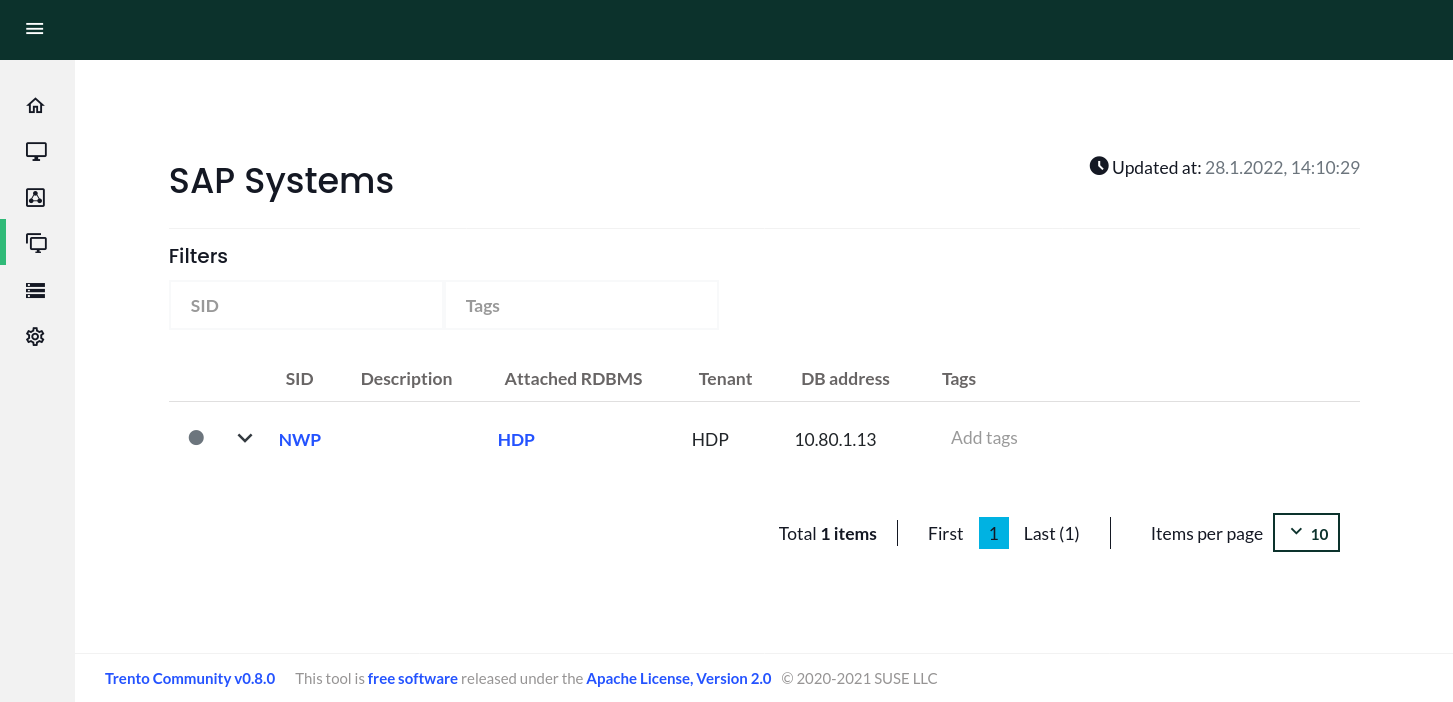 SAP Systems
Updated at: 28.1.2022, 14:10:29
Filters
SID Tags
SID Description Attached RDBMS Tenant DB address Tags
NWP HDP HDP 10.80.1.13 Add tags
Total 1 items First 1 Last (1) Items per page 10
Trento Community v0.8.0 This tool is free software released under the Apache License, Version 2.0 © 2020-2021 SUSE LLC